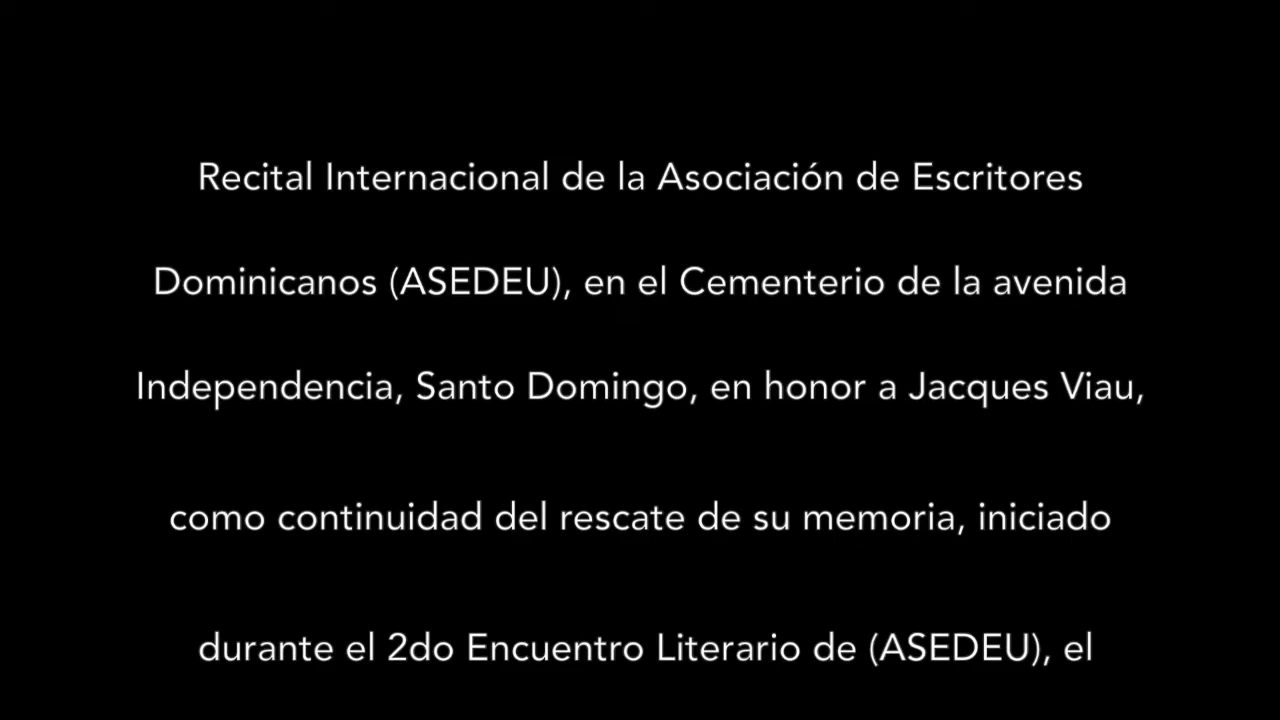 Recital Internacional de la Asociación de Escritores
Dominicanos (ASEDEU), en el Cementerio de la avenida
Independencia, Santo Domingo, en honor a Jacques Viau,
como continuidad del rescate de su memoria, iniciado
durante el 2do Encuentro Literario de (ASEDEU), el